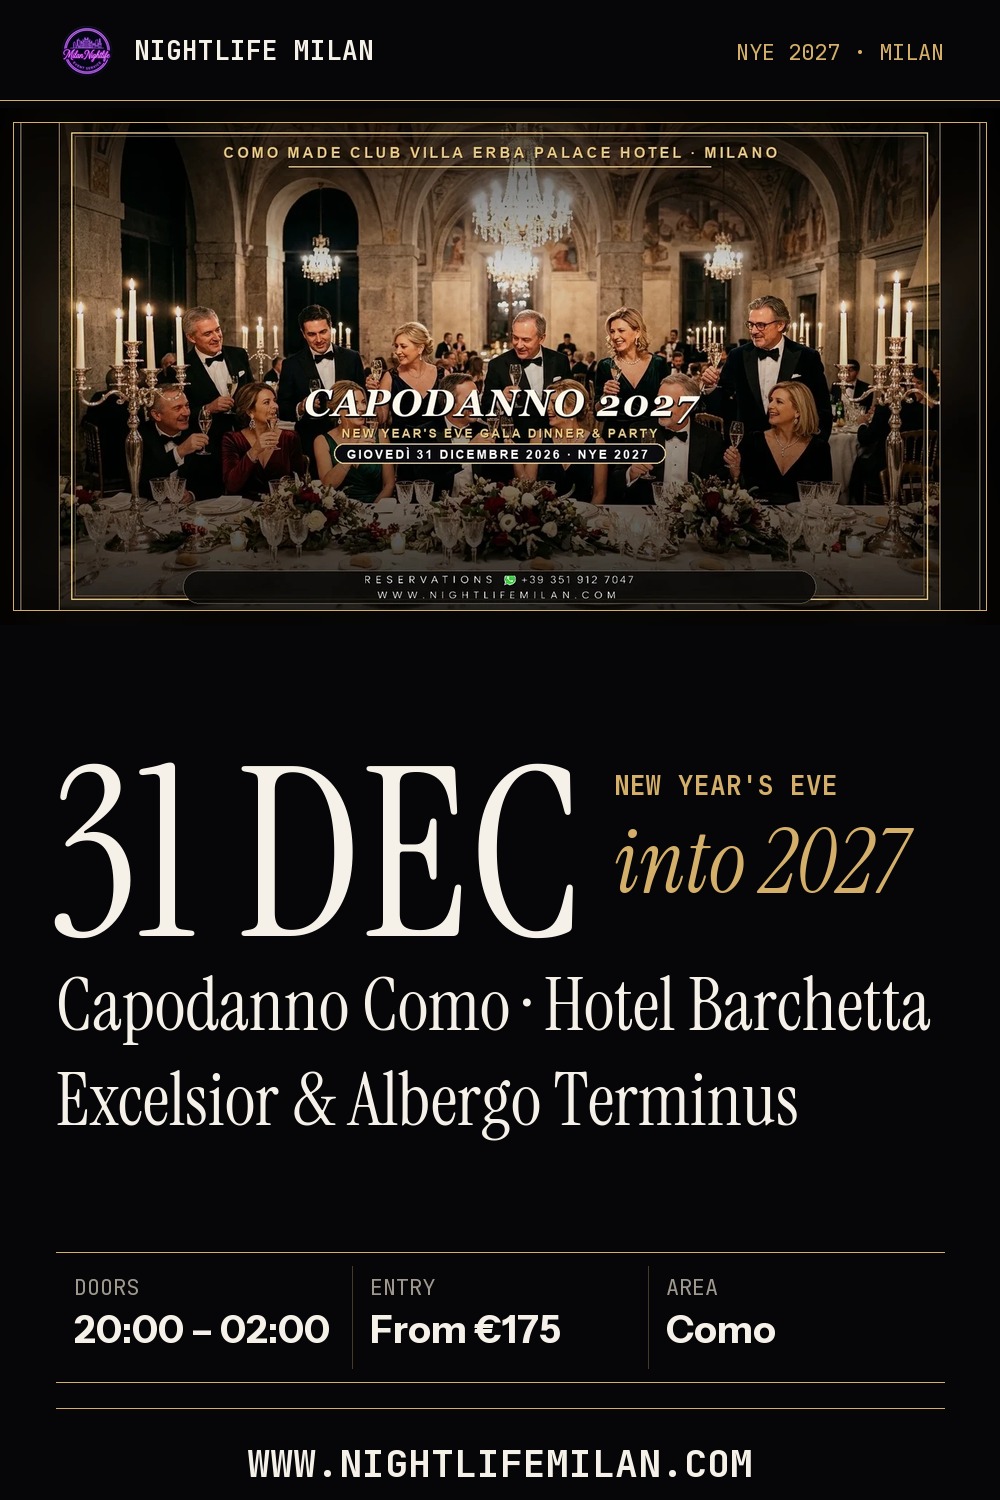 Milan Nightlife
NIGHTLIFE MILAN
NYE 2027 · MILAN
COMO MADE CLUB VILLA ERBA PALACE HOTEL · MILANO
CAPODANNO 2027
NEW YEAR'S EVE GALA DINNER & PARTY
GIOVEDÌ 31 DICEMBRE 2026 · NYE 2027
RESERVATIONS +39 351 912 7047
WWW.NIGHTLIFEMILAN.COM
31 DEC
NEW YEAR'S EVE
into 2027
Capodanno Como · Hotel Barchetta
Excelsior & Albergo Terminus
DOORS
20:00 – 02:00
ENTRY
From €175
AREA
Como
WWW.NIGHTLIFEMILAN.COM